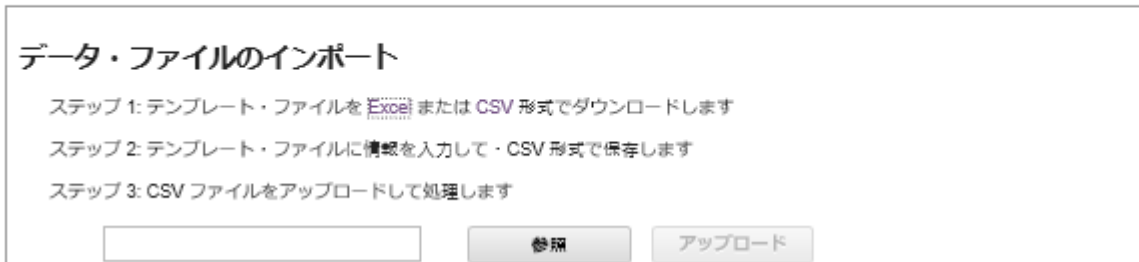 データ・ファイルのインポート
ステップ 1: テンプレート・ファイルを Excel または CSV 形式でダウンロードします
ステップ 2: テンプレート・ファイルに情報を入力して・CSV 形式で保存します
ステップ 3: CSV ファイルをアップロードして処理します
参照 アップロード